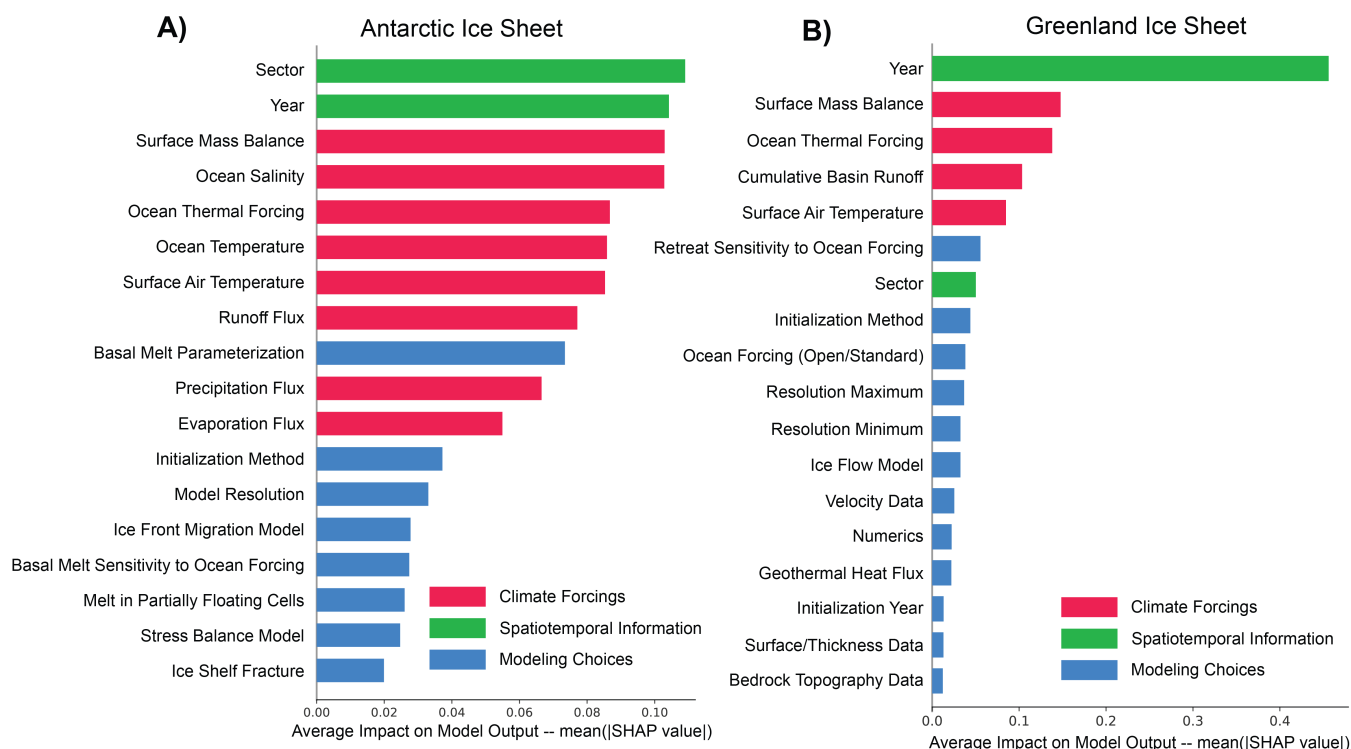 A)
Antarctic Ice Sheet
Sector
Year
Surface Mass Balance
Ocean Salinity
Ocean Thermal Forcing
Ocean Temperature
Surface Air Temperature
Runoff Flux
Basal Melt Parameterization
Precipitation Flux
Evaporation Flux
Initialization Method
Model Resolution
Ice Front Migration Model
Basal Melt Sensitivity to Ocean Forcing
Melt in Partially Floating Cells
Stress Balance Model
Ice Shelf Fracture
Climate Forcings
Spatiotemporal Information
Modeling Choices
0.00 0.02 0.04 0.06 0.08 0.10
Average Impact on Model Output -- mean(|SHAP value|)
B)
Greenland Ice Sheet
Year
Surface Mass Balance
Ocean Thermal Forcing
Cumulative Basin Runoff
Surface Air Temperature
Retreat Sensitivity to Ocean Forcing
Sector
Initialization Method
Ocean Forcing (Open/Standard)
Resolution Maximum
Resolution Minimum
Ice Flow Model
Velocity Data
Numerics
Geothermal Heat Flux
Initialization Year
Surface/Thickness Data
Bedrock Topography Data
Climate Forcings
Spatiotemporal Information
Modeling Choices
0.0 0.1 0.2 0.3 0.4
Average Impact on Model Output -- mean(|SHAP value|)